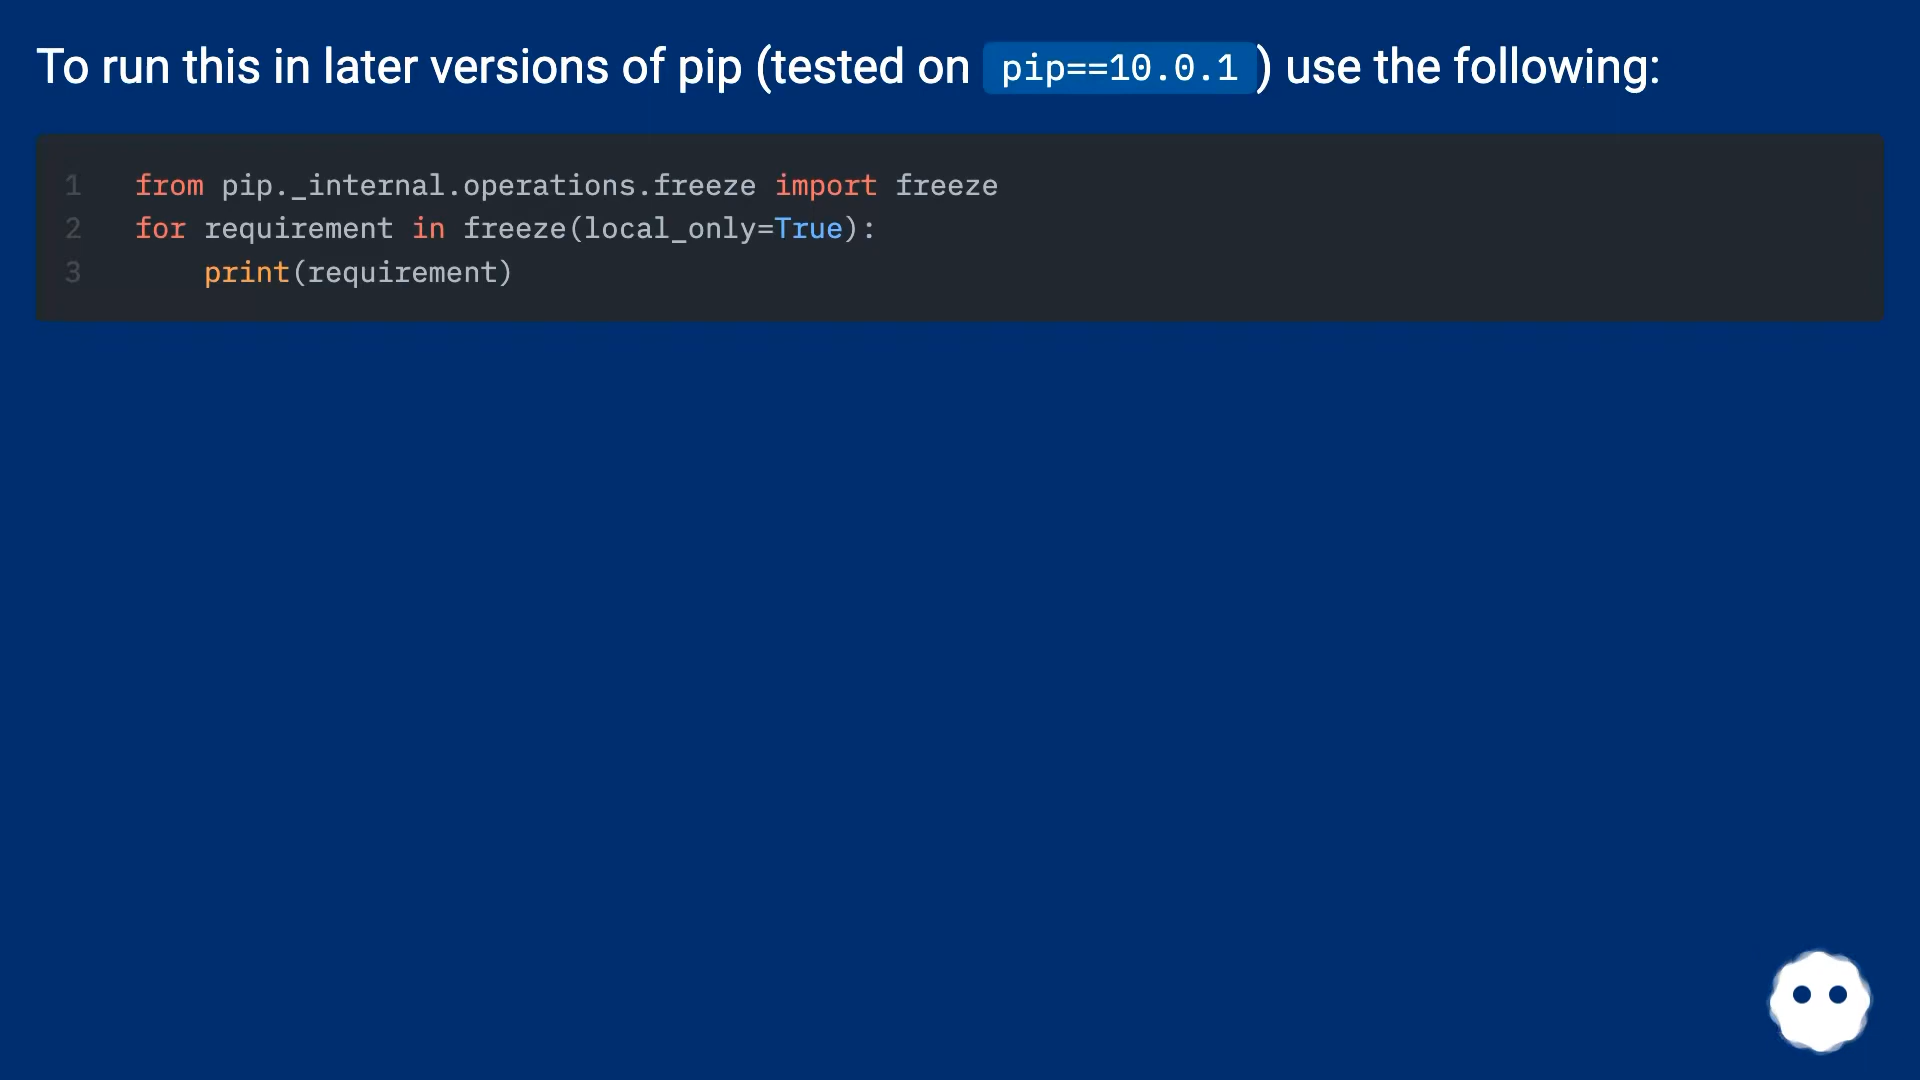 To run this in later versions of pip (tested on pip==10.0.1) use the following:
1 from pip._internal.operations.freeze import freeze
2 for requirement in freeze(local_only=True):
3     print(requirement)